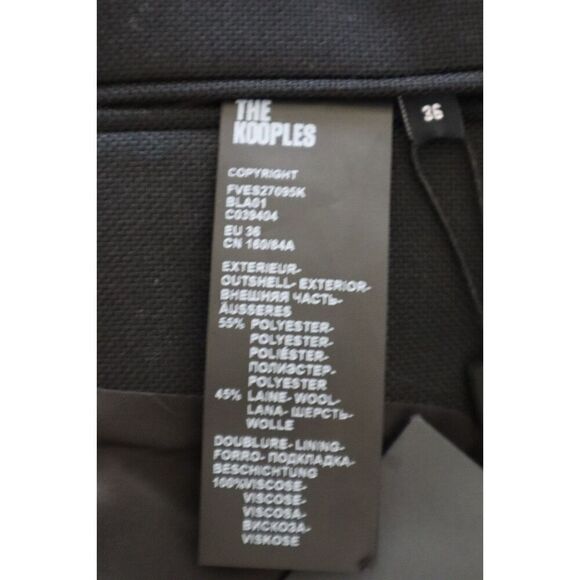 THE
KOOPLES
36
COPYRIGHT
FVES27095K
BLA01
C039404
EU 36
CN 160/84A
EXTERIEUR-
OUTSHELL- EXTERIOR-
ВНЕШНЯЯ ЧАСТЬ-
ÄUSSERES
55% POLYESTER-
POLYESTER-
POLIÉSTER-
ПОЛИЭСТЕР-
POLYESTER
45% LAINE- WOOL-
LANA- ШЕРСТЬ-
WOLLE
DOUBLURE- LINING-
FORRO- ПОДКЛАДКА-
BESCHICHTUNG
100%VISCOSE-
VISCOSE-
VISCOSA-
ВИСКОЗА-
VISKOSE